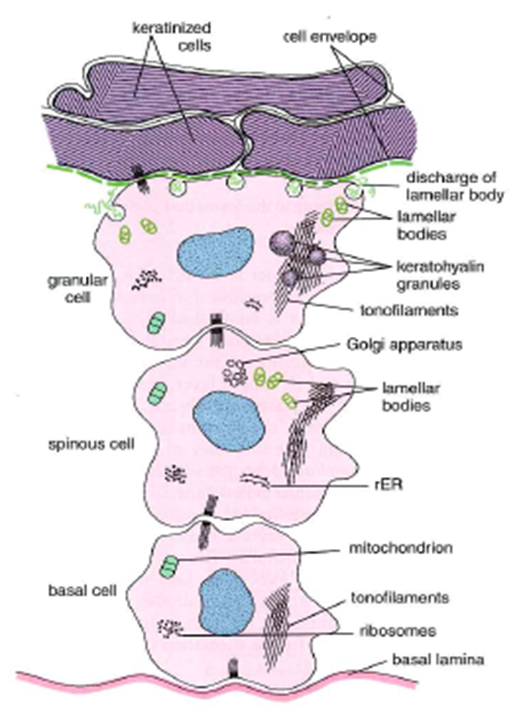 keratinized
cells
cell envelope
discharge of
lamellar body
lamellar
bodies
keratohyalin
granules
granular
cell
tonofilaments
Golgi apparatus
lamellar
bodies
spinous cell
rER
mitochondrion
basal cell
tonofilaments
ribosomes
basal lamina